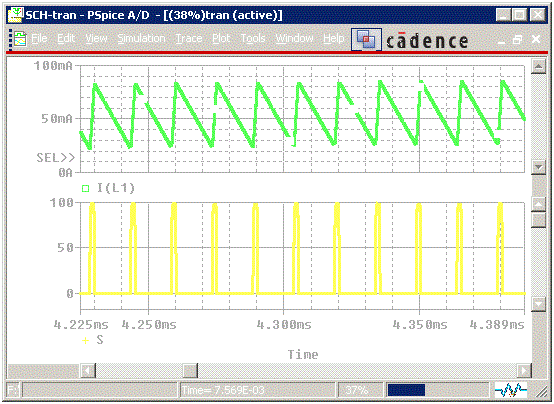 SCH-tran - PSpice A/D - [(38%)tran (active)]
File Edit View Simulation Trace Plot Tools Window Help cādence
100mA
50mA
SEL>>
0A
I(L1)
100
50
0
4.225ms 4.250ms 4.300ms 4.350ms 4.389ms
S
Time
Time= 7.569E-03 37%